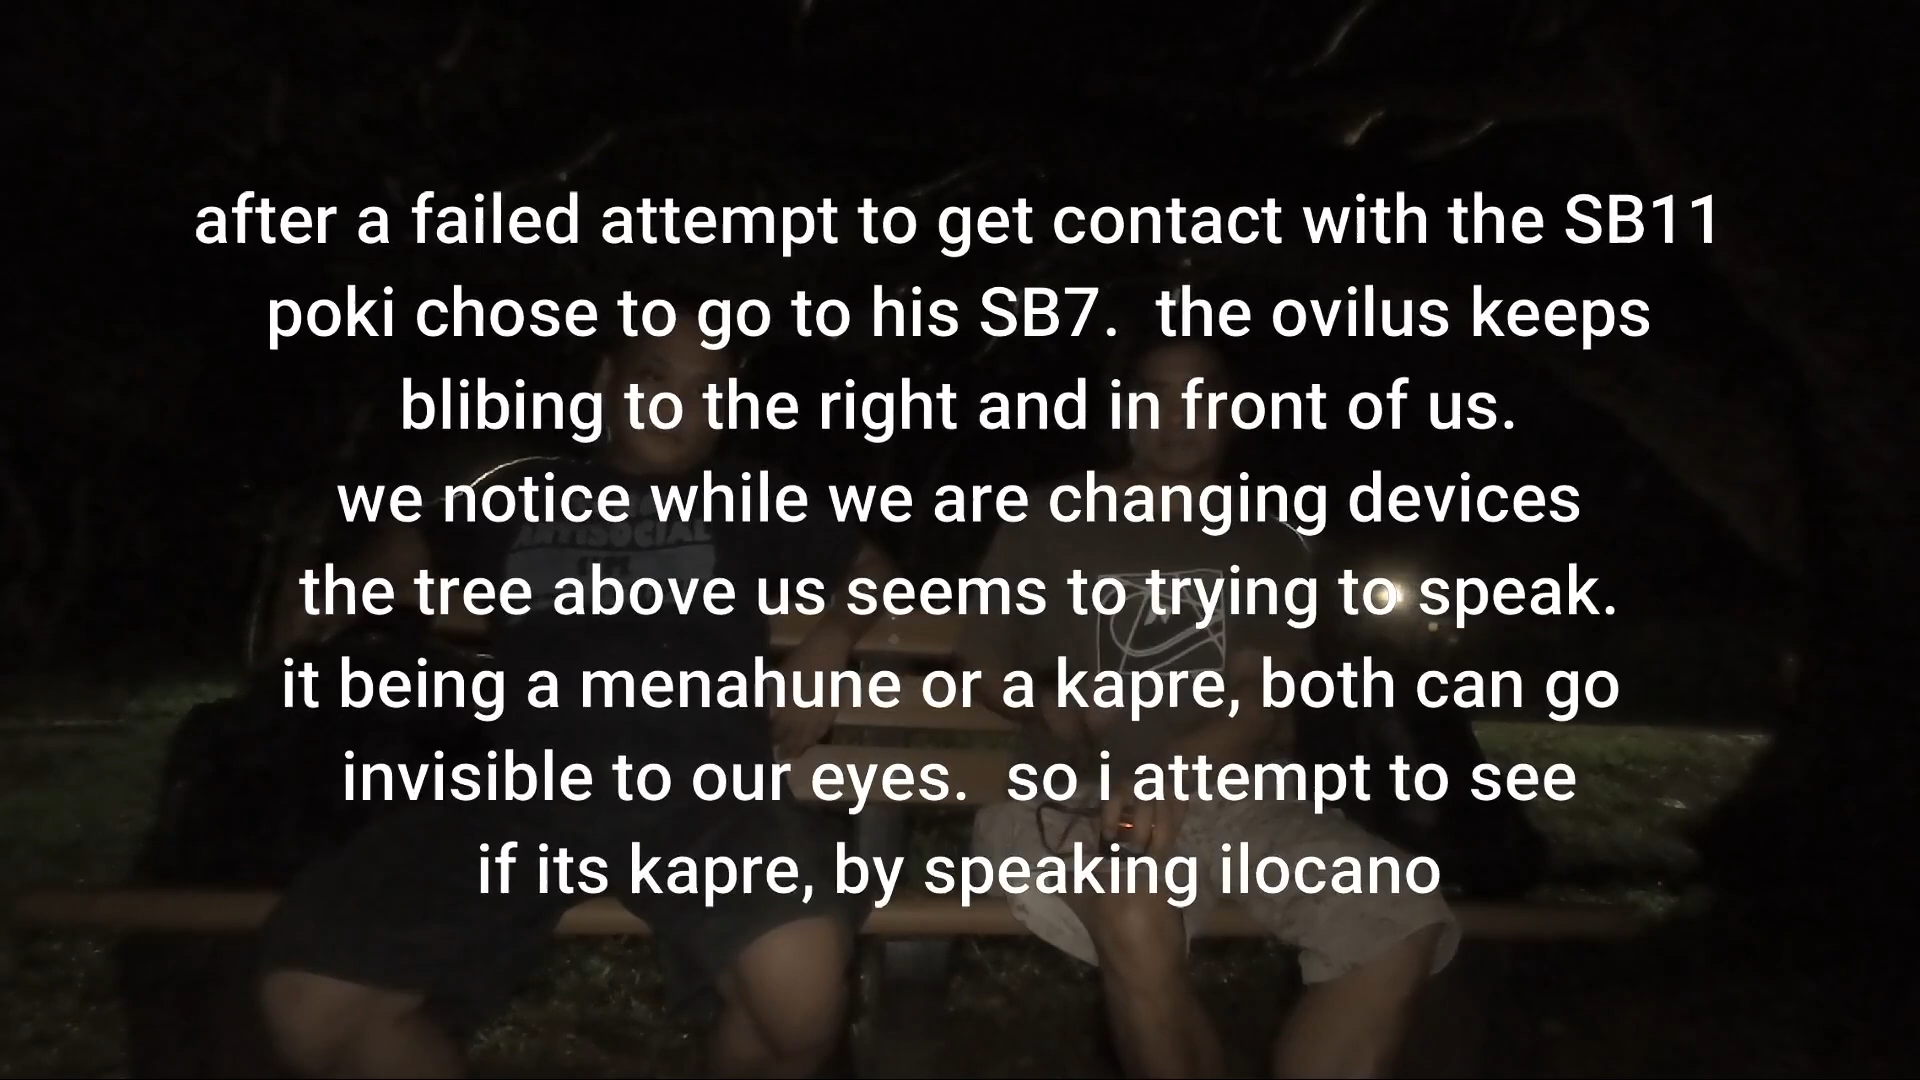 after a failed attempt to get contact with the SB11
poki chose to go to his SB7.  the ovilus keeps
blibing to the right and in front of us.
we notice while we are changing devices
the tree above us seems to trying to speak.
it being a menahune or a kapre, both can go
invisible to our eyes.  so i attempt to see
if its kapre, by speaking ilocano
ANTISOCIAL